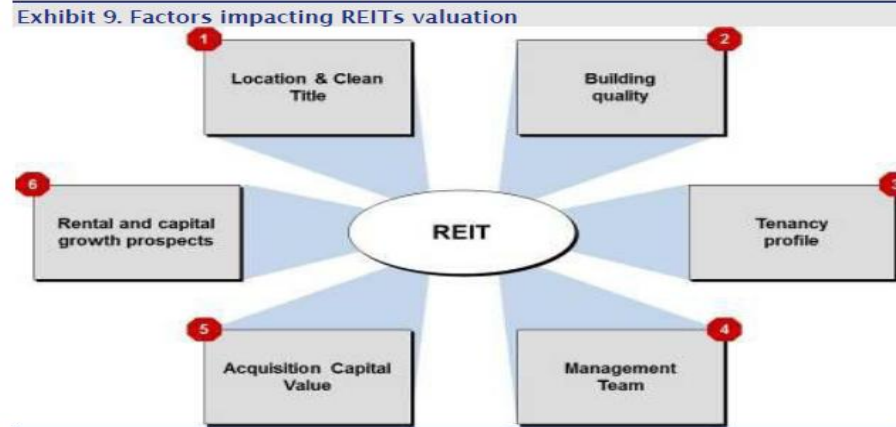 Exhibit 9. Factors impacting REITs valuation
1
Location & Clean
Title
2
Building
quality
6
Rental and capital
growth prospects
REIT
3
Tenancy
profile
5
Acquisition Capital
Value
4
Management
Team